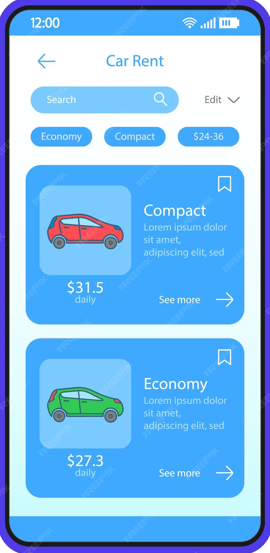 12:00
Car Rent
Search
Edit
Economy
Compact
$24-36
Compact
Lorem ipsum dolor
sit amet,
adipiscing elit, sed
$31.5
daily
See more
Economy
Lorem ipsum dolor
sit amet,
adipiscing elit, sed
$27.3
daily
See more